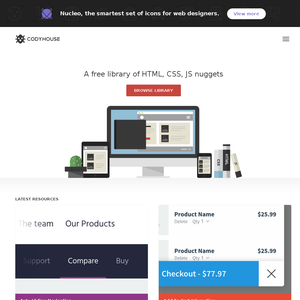 Nucleo, the smartest set of icons for web designers.
View more
CODYHOUSE
A free library of HTML, CSS, JS nuggets
BROWSE LIBRARY
LATEST RESOURCES
The team Our Products
Support Compare Buy
Product Name $25.99
Delete Qty 1
Product Name $25.99
Delete Qty 1
Checkout - $77.97